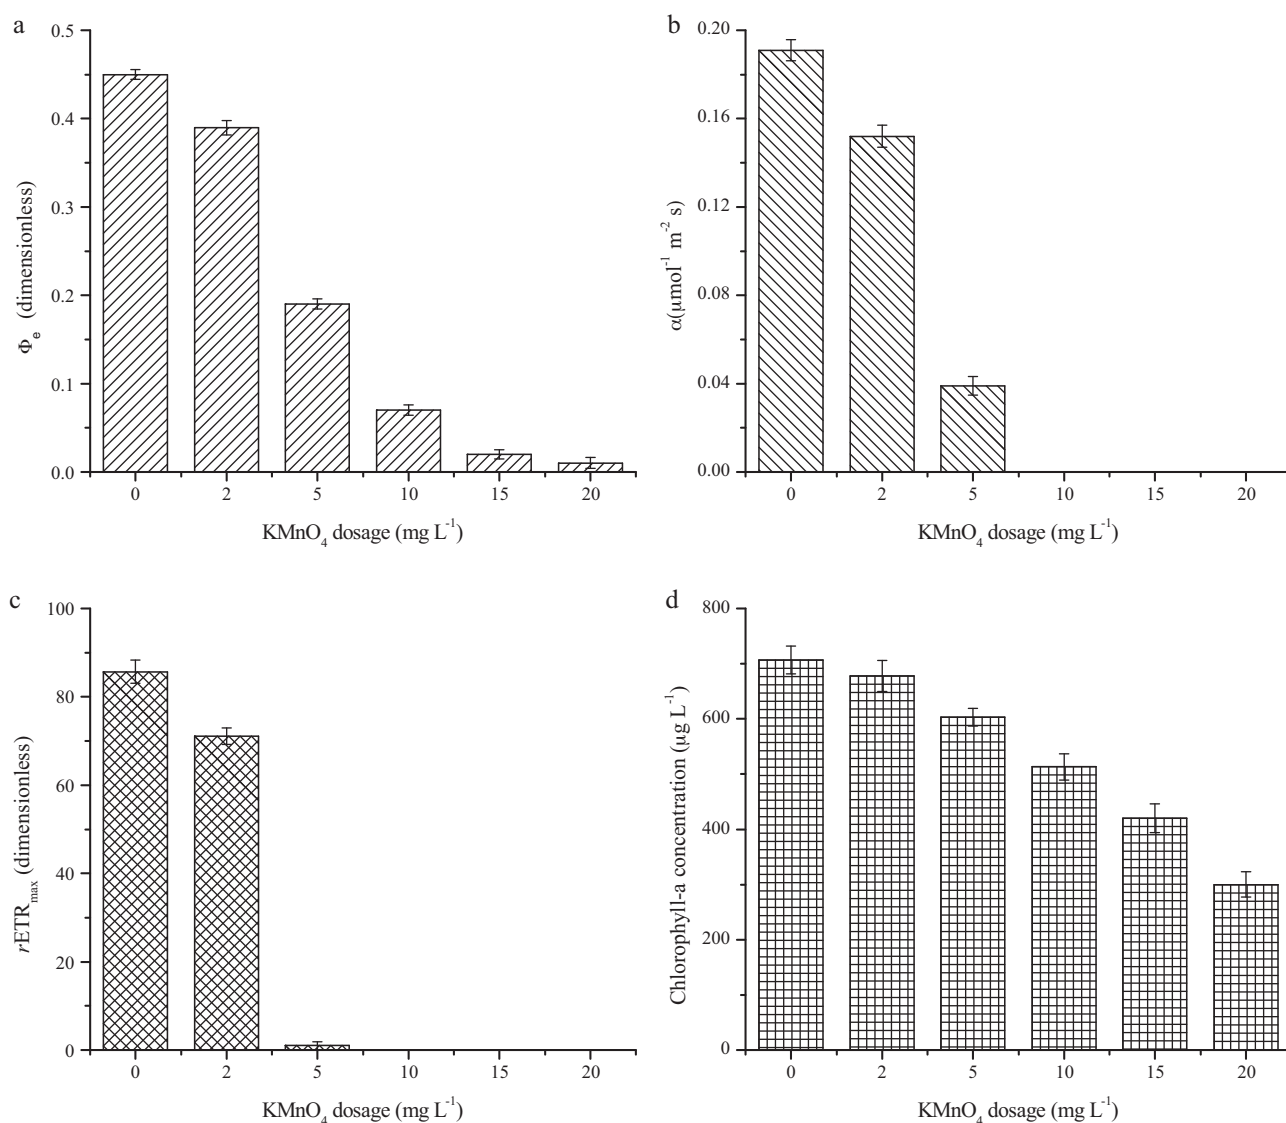 a
0.5
0.4
0.3
0.2
0.1
0.0
Φe (dimensionless)
0 2 5 10 15 20
KMnO4 dosage (mg L-1)
b
0.20
0.16
0.12
0.08
0.04
0.00
α(μmol-1 m-2 s)
0 2 5 10 15 20
KMnO4 dosage (mg L-1)
c
100
80
60
40
20
0
rETRmax (dimensionless)
0 2 5 10 15 20
KMnO4 dosage (mg L-1)
d
800
600
400
200
0
Chlorophyll-a concentration (μg L-1)
0 2 5 10 15 20
KMnO4 dosage (mg L-1)